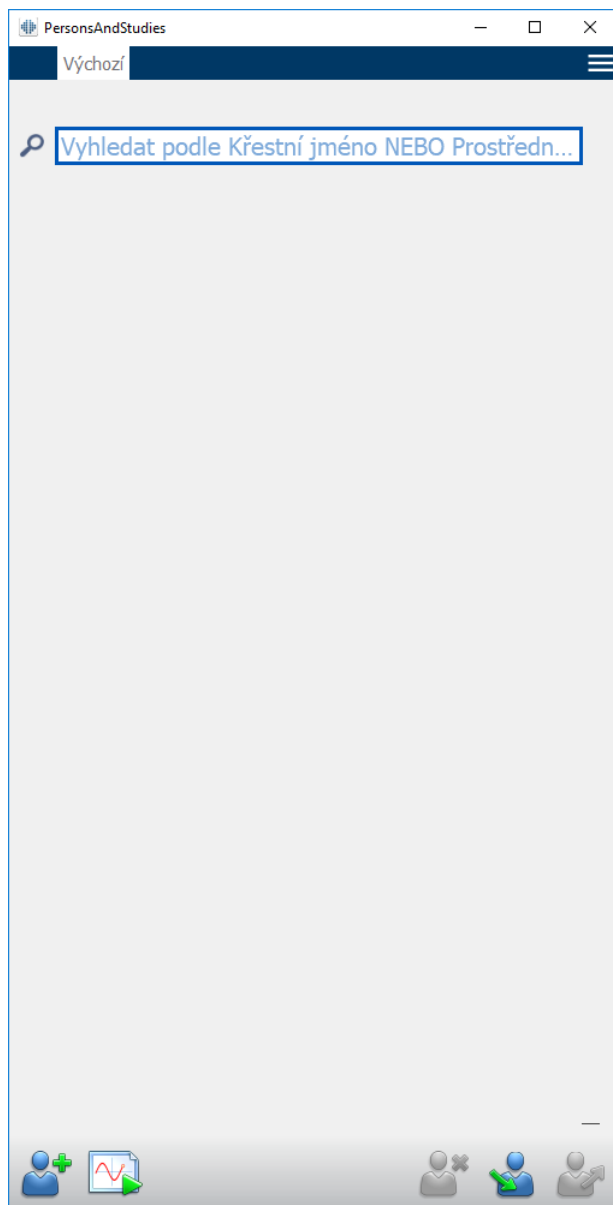 PersonsAndStudies
Výchozí
Vyhledat podle Křestní jméno NEBO Prostředn...